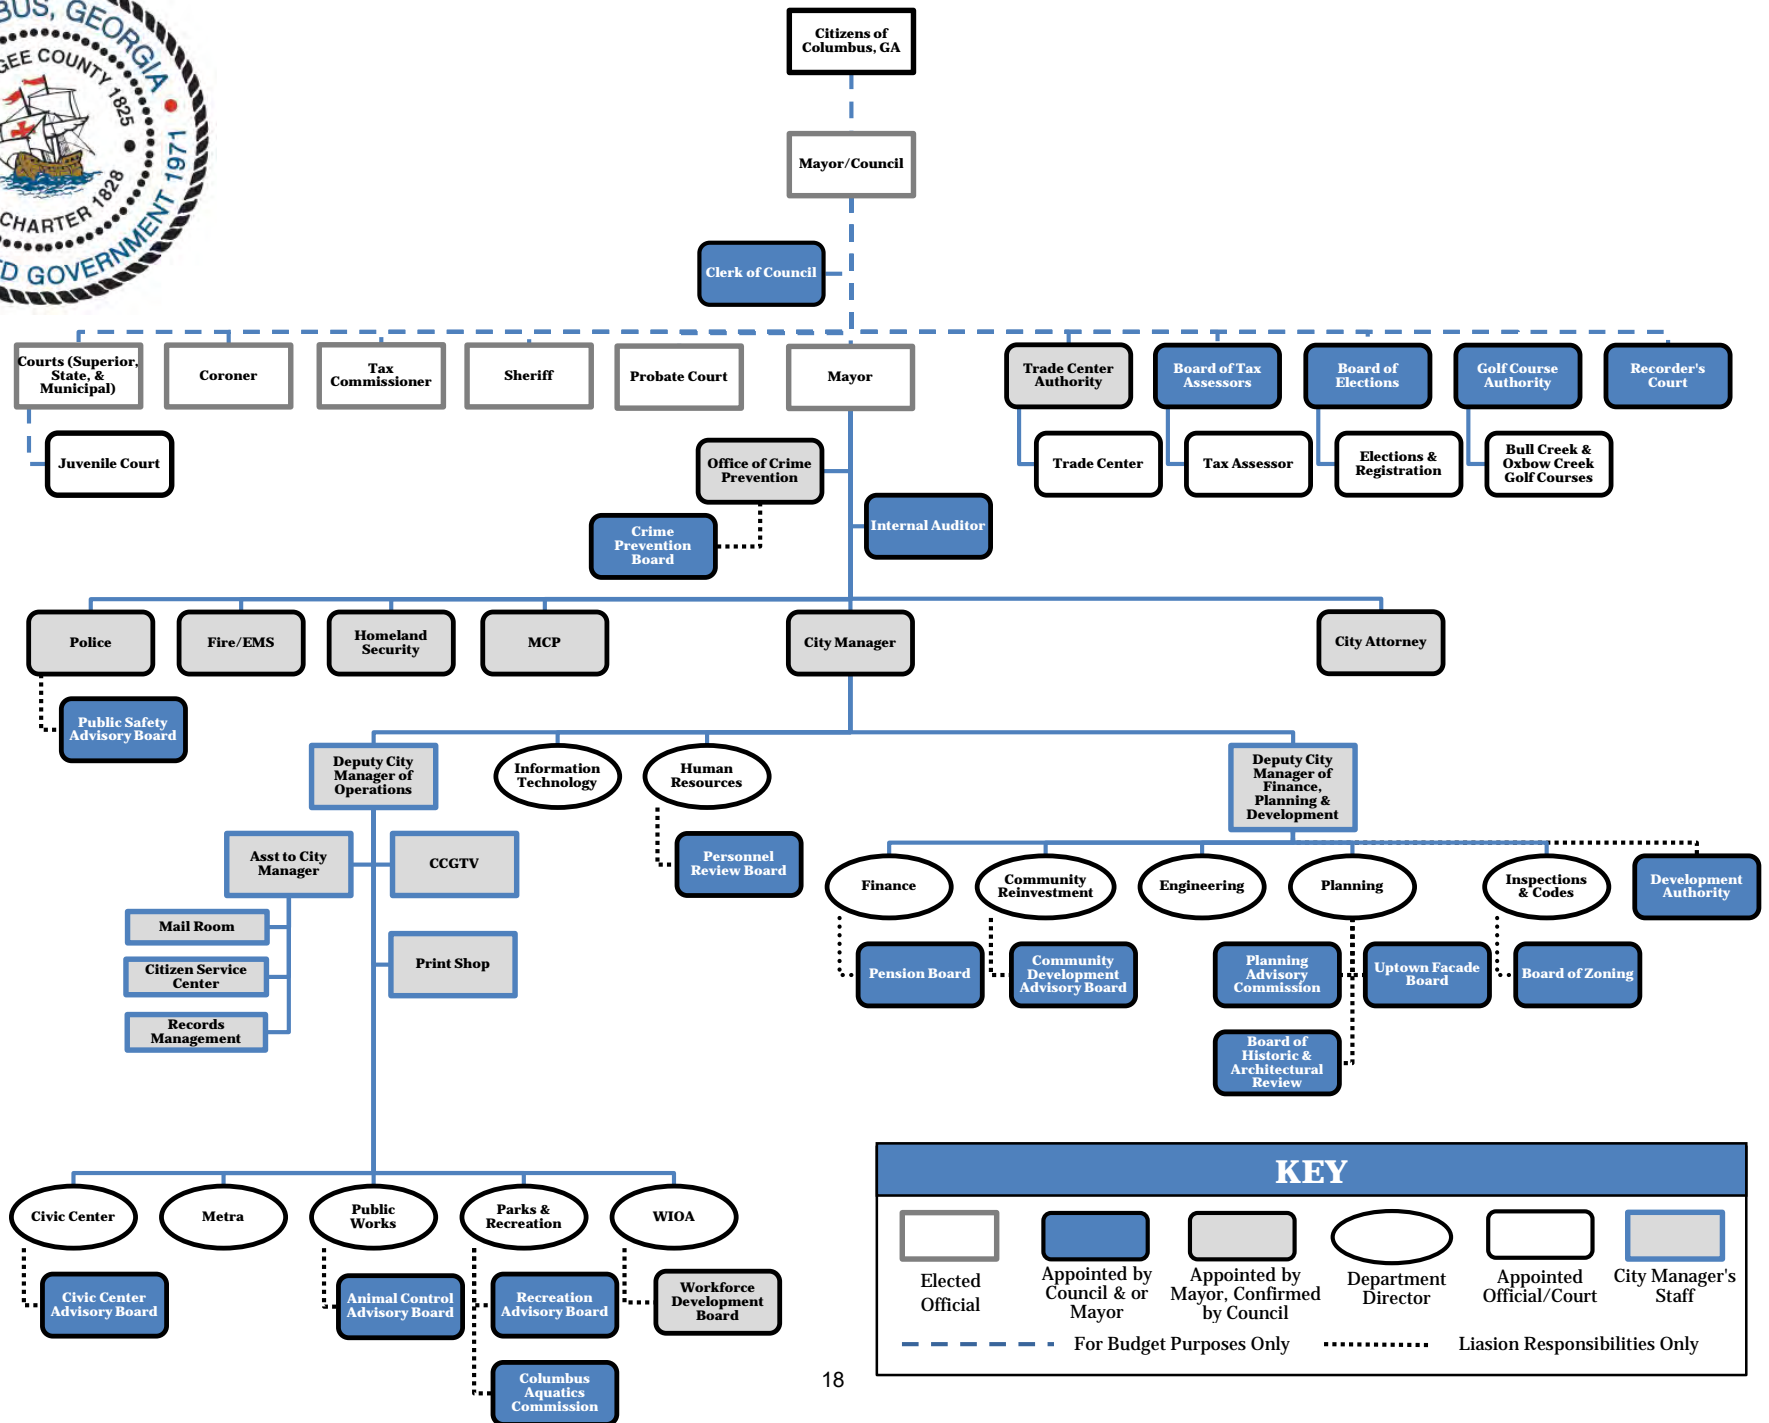 BUS, GEORGIA
GEE COUNTY 1825
CHARTER 1828
ED GOVERNMENT 1971
Citizens of
Columbus, GA
Mayor/Council
Clerk of Council
Courts (Superior,
State, &
Municipal)
Coroner
Tax
Commissioner
Sheriff
Probate Court
Mayor
Trade Center
Authority
Board of Tax
Assessors
Board of
Elections
Golf Course
Authority
Recorder's
Court
Juvenile Court
Office of Crime
Prevention
Trade Center
Tax Assessor
Elections &
Registration
Bull Creek &
Oxbow Creek
Golf Courses
Crime
Prevention
Board
Internal Auditor
Police
Fire/EMS
Homeland
Security
MCP
City Manager
City Attorney
Public Safety
Advisory Board
Deputy City
Manager of
Operations
Information
Technology
Human
Resources
Deputy City
Manager of
Finance,
Planning &
Development
Asst to City
Manager
CCGTV
Personnel
Review Board
Finance
Community
Reinvestment
Engineering
Planning
Inspections
& Codes
Development
Authority
Mail Room
Citizen Service
Center
Records
Management
Print Shop
Pension Board
Community
Development
Advisory Board
Planning
Advisory
Commission
Uptown Facade
Board
Board of Zoning
Board of
Historic &
Architectural
Review
Civic Center
Metra
Public
Works
Parks &
Recreation
WIOA
Civic Center
Advisory Board
Animal Control
Advisory Board
Recreation
Advisory Board
Workforce
Development
Board
Columbus
Aquatics
Commission
KEY
Elected
Official
Appointed by
Council & or
Mayor
Appointed by
Mayor, Confirmed
by Council
Department
Director
Appointed
Official/Court
City Manager's
Staff
For Budget Purposes Only
Liasion Responsibilities Only
18